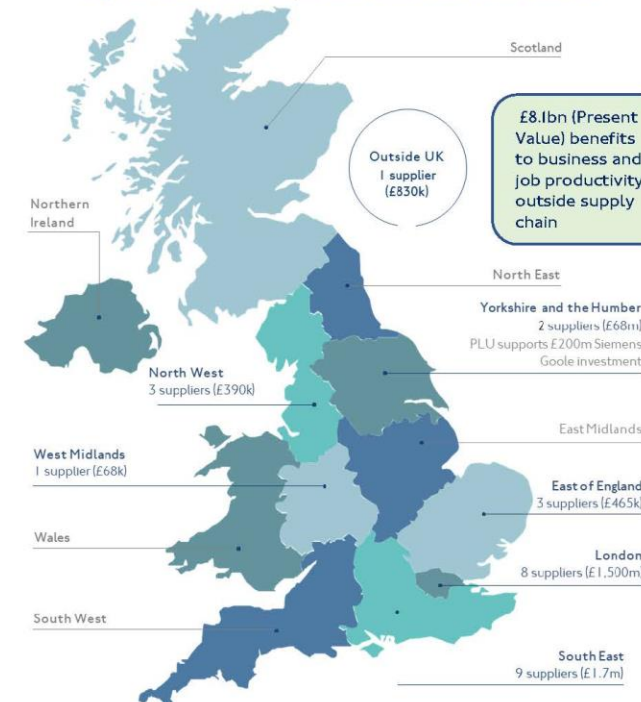 Scotland
Outside UK
1 supplier
(£830k)
£8.1bn (Present
Value) benefits
to business and
job productivity
outside supply
chain
Northern
Ireland
North East
Yorkshire and the Humber
2 suppliers (£68m)
PLU supports £200m Siemens
Goole investment
North West
3 suppliers (£390k)
East Midlands
West Midlands
1 supplier (£68k)
East of England
3 suppliers (£465k)
Wales
London
8 suppliers (£1,500m)
South West
South East
9 suppliers (£1.7m)